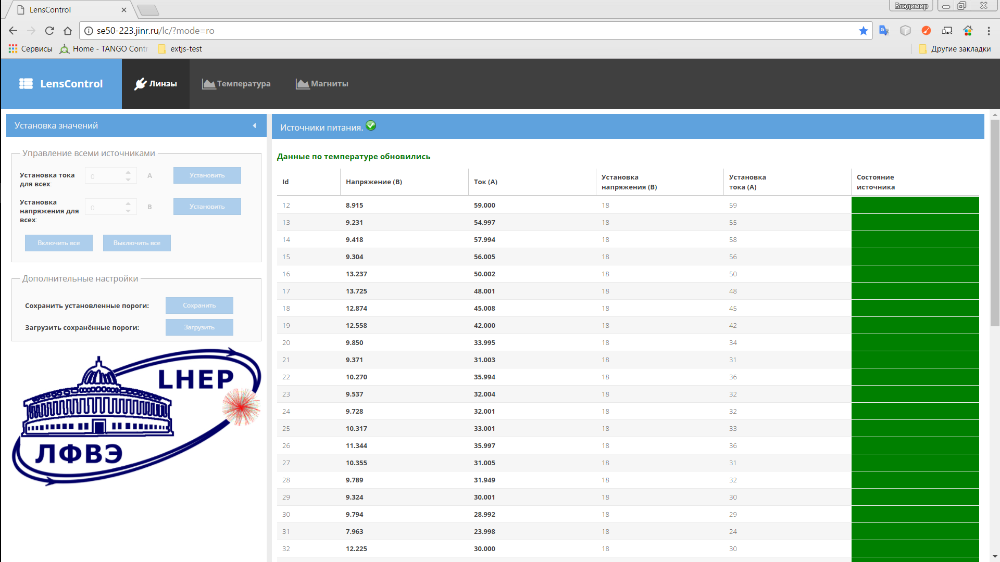 LensControl
Владимир
se50-223.jinr.ru/lc/?mode=ro
Сервисы Home - TANGO Contr extjs-test Другие закладки
LensControl Линзы Температура Магниты
Установка значений
Управление всеми источниками
Установка тока для всех: 0 А Установить
Установка напряжения для всех: 0 В Установить
Включить все Выключить все
Дополнительные настройки
Сохранить установленные пороги: Сохранить
Загрузить сохранённые пороги: Загрузить
LHEP
ЛФВЭ
Источники питания.
Данные по температуре обновились
Id Напряжение (В) Ток (А) Установка напряжения (В) Установка тока (А) Состояние источника
12 8.915 59.000 18 59
13 9.231 54.997 18 55
14 9.418 57.994 18 58
15 9.304 56.005 18 56
16 13.237 50.002 18 50
17 13.725 48.001 18 48
18 12.874 45.008 18 45
19 12.558 42.000 18 42
20 9.850 33.995 18 34
21 9.371 31.003 18 31
22 10.270 35.994 18 36
23 9.537 32.004 18 32
24 9.728 32.001 18 32
25 10.317 33.001 18 33
26 11.344 35.997 18 36
27 10.355 31.005 18 31
28 9.789 31.949 18 32
29 9.324 30.001 18 30
30 9.794 28.992 18 29
31 7.963 23.998 18 24
32 12.225 30.000 18 30